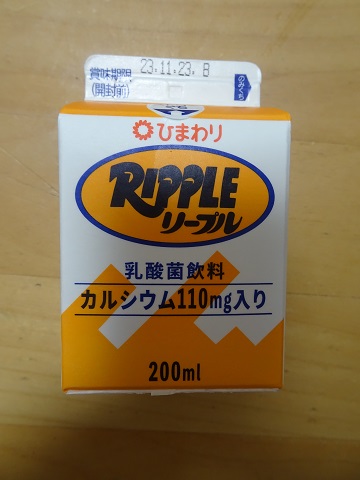 賞味期限
(開封前)
23.11.23. B
のみくち
ひまわり
RIPPLE
リープル
乳酸菌飲料
カルシウム110mg入り
200ml